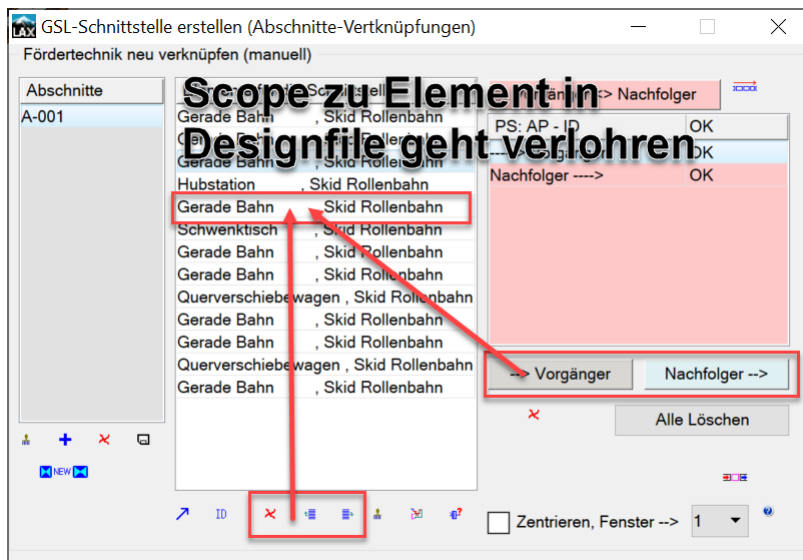 LAX GSL-Schnittstelle erstellen (Abschnitte-Vertknüpfungen)
Fördertechnik neu verknüpfen (manuell)
Scope zu Element in
Designfile geht verlohren
Abschnitte
A-001
Gerade Bahn
Gerade Bahn , Skid Rollenbahn
Hubstation , Skid Rollenbahn
Gerade Bahn , Skid Rollenbahn
Schwenktisch , Skid Rollenbahn
Gerade Bahn , Skid Rollenbahn
Gerade Bahn , Skid Rollenbahn
Querverschiebewagen , Skid Rollenbahn
Gerade Bahn , Skid Rollenbahn
Gerade Bahn , Skid Rollenbahn
Querverschiebewagen , Skid Rollenbahn
Gerade Bahn , Skid Rollenbahn
<> Nachfolger
PS: AP - ID OK
OK
Nachfolger ----> OK
--> Vorgänger
Nachfolger -->
Alle Löschen
NEW
ID
Zentrieren, Fenster --> 1